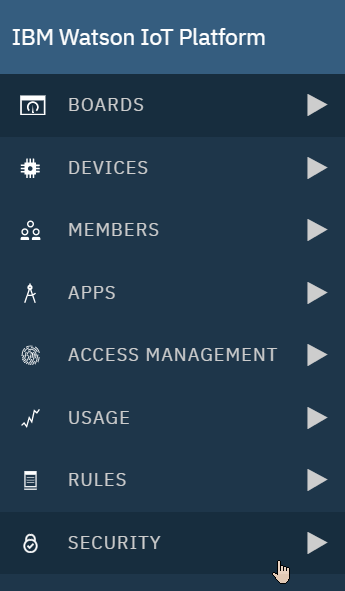 IBM Watson IoT Platform
BOARDS
DEVICES
MEMBERS
APPS
ACCESS MANAGEMENT
USAGE
RULES
SECURITY